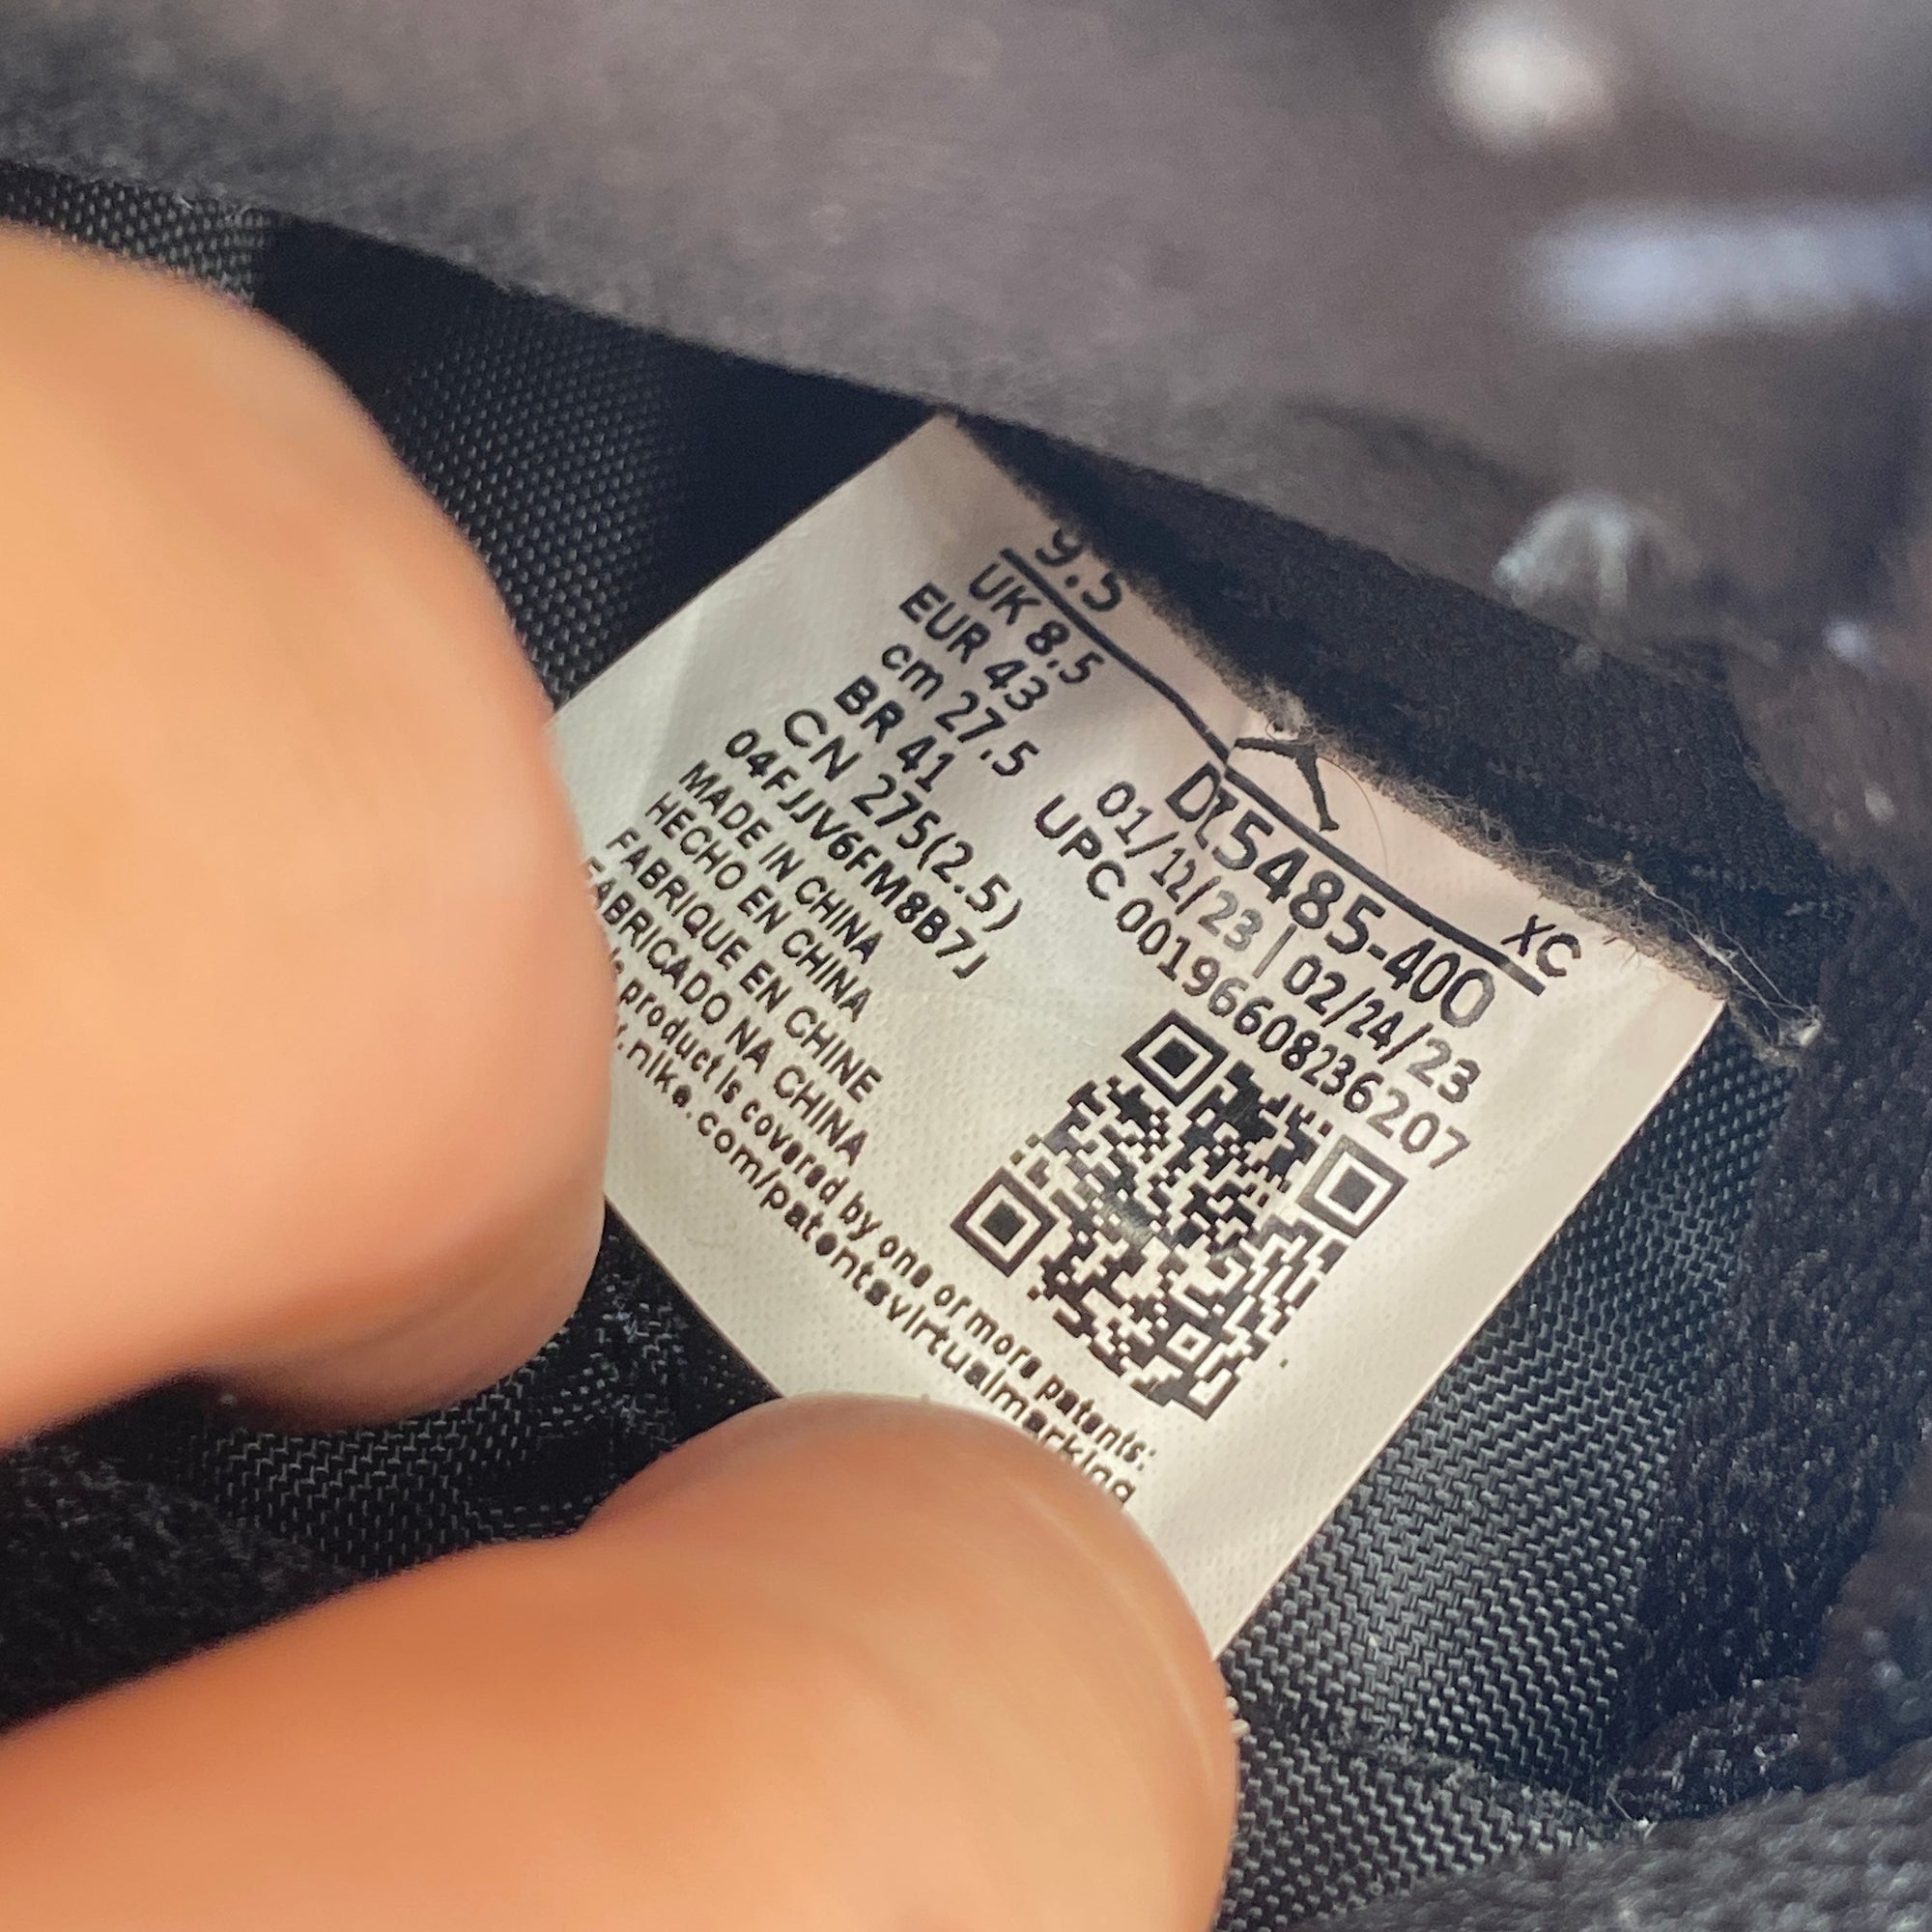 9.5
UK 8.5
EUR 43
cm 27.5
BR 41
CN 275(2.5)
04FJJV6FM8B7J
MADE IN CHINA
HECHO EN CHINA
FABRIQUE EN CHINE
FABRICADO NA CHINA
product is covered by one or more patents:
.nike.com/patentsvirtualmarking
XC
DL5485-400
01/12/23 | 02/24/23
UPC 00196608236207